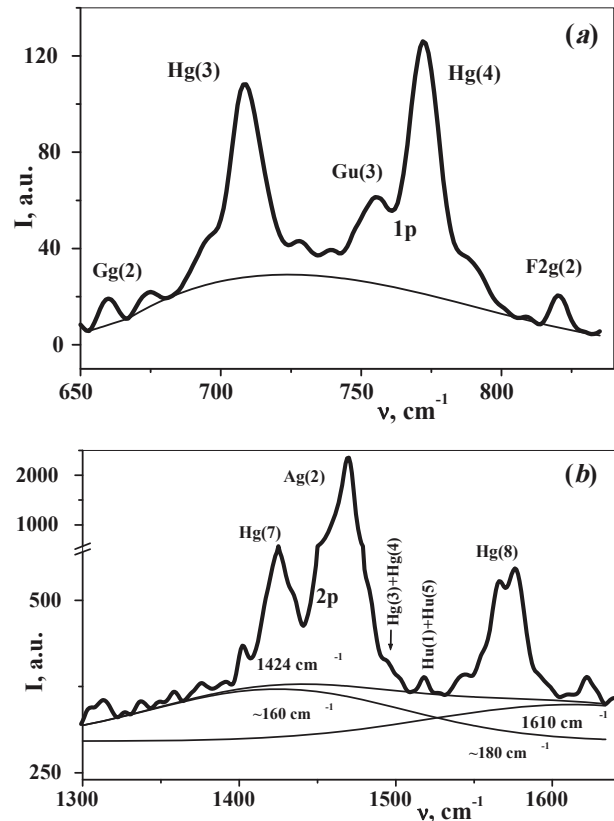 (a)
120
Hg(3)
Hg(4)
I, a.u.
80
Gu(3)
1p
40
Gg(2)
F2g(2)
0
650
700
750
800
ν, cm-1
(b)
2000
Ag(2)
1000
Hg(7)
Hg(3)+Hg(4)
Hu(1)+Hu(5)
Hg(8)
2p
500
I, a.u.
1424 cm-1
~160 cm-1
1610 cm-1
~180 cm-1
250
1300
1400
1500
1600
ν, cm-1